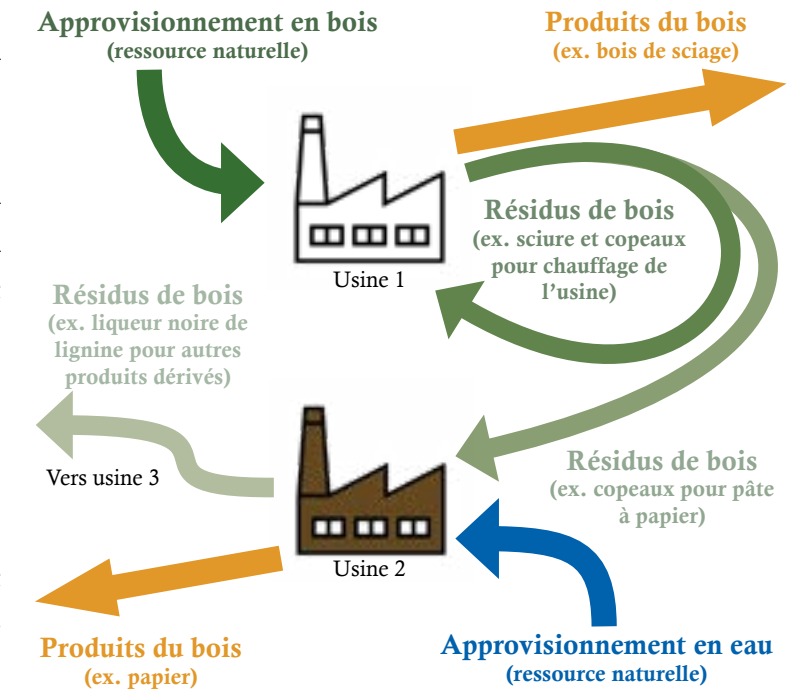 Approvisionnement en bois
(ressource naturelle)
Produits du bois
(ex. bois de sciage)
Usine 1
Résidus de bois
(ex. sciure et copeaux
pour chauffage de
l’usine)
Résidus de bois
(ex. liqueur noire de
lignine pour autres
produits dérivés)
Vers usine 3
Usine 2
Résidus de bois
(ex. copeaux pour pâte
à papier)
Produits du bois
(ex. papier)
Approvisionnement en eau
(ressource naturelle)